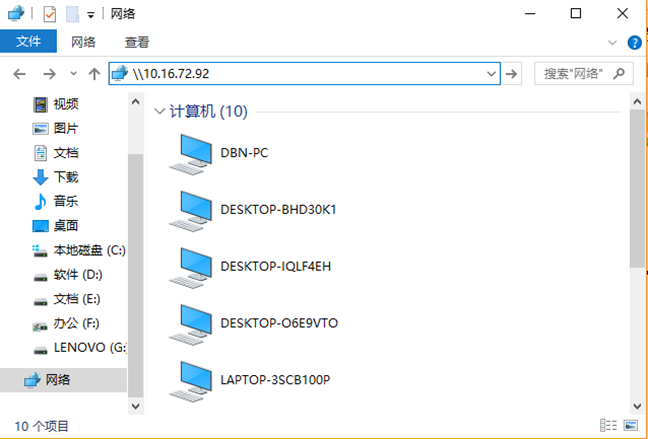 网络
文件 网络 查看
\\10.16.72.92 搜索"网络"
视频
图片
文档
下载
音乐
桌面
本地磁盘 (C:)
软件 (D:)
文档 (E:)
办公 (F:)
LENOVO (G:
网络
计算机 (10)
DBN-PC
DESKTOP-BHD30K1
DESKTOP-IQLF4EH
DESKTOP-O6E9VTO
LAPTOP-3SCB100P
10 个项目